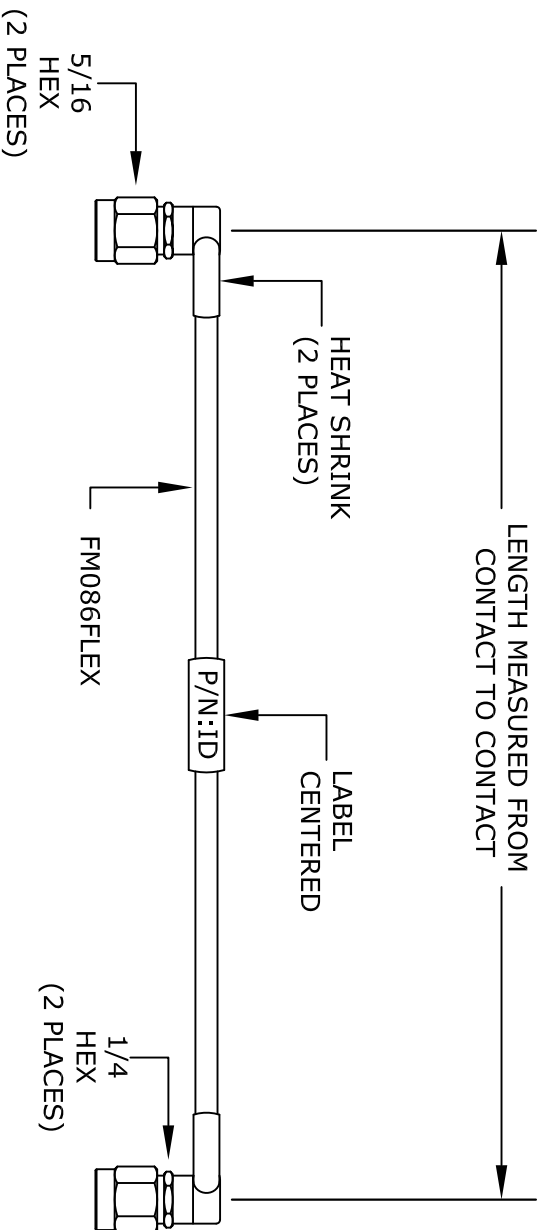 LENGTH MEASURED FROM
CONTACT TO CONTACT
HEAT SHRINK
(2 PLACES)
LABEL
CENTERED
5/16
HEX
(2 PLACES)
P/N:ID
FM086FLEX
1/4
HEX
(2 PLACES)